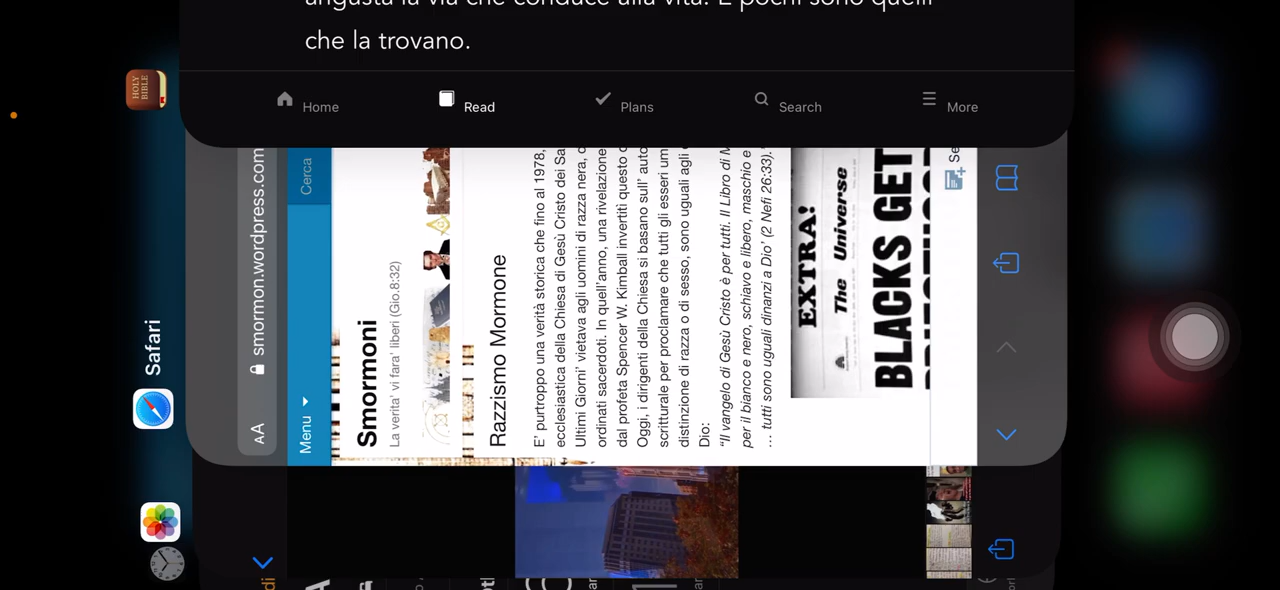 che la trovano.
Home
Read
Plans
Search
More
HOLY
BIBLE
Safari
AA
smormon.wordpress.com
Menu
Cerca
Smormoni
La verita' vi fara' liberi (Gio.8:32)
Razzismo Mormone
E' purtroppo una verità storica che fino al 1978,
ecclesiastica della Chiesa di Gesù Cristo dei Sa
Ultimi Giorni' vietava agli uomini di razza nera,
ordinati sacerdoti. In quell'anno, una rivelazione
dal profeta Spencer W. Kimball invertiti questo
Oggi, i dirigenti della Chiesa si basano sull' auto
scritturale per proclamare che tutti gli esseri um
distinzione di razza o di sesso, sono uguali agli
Dio:
"Il vangelo di Gesù Cristo è per tutti. Il Libro di M
per il bianco e nero, schiavo e libero, maschio e
... tutti sono uguali dinanzi a Dio' (2 Nefi 26:33)."
EXTRA!
The Universe
BLACKS GET
Se